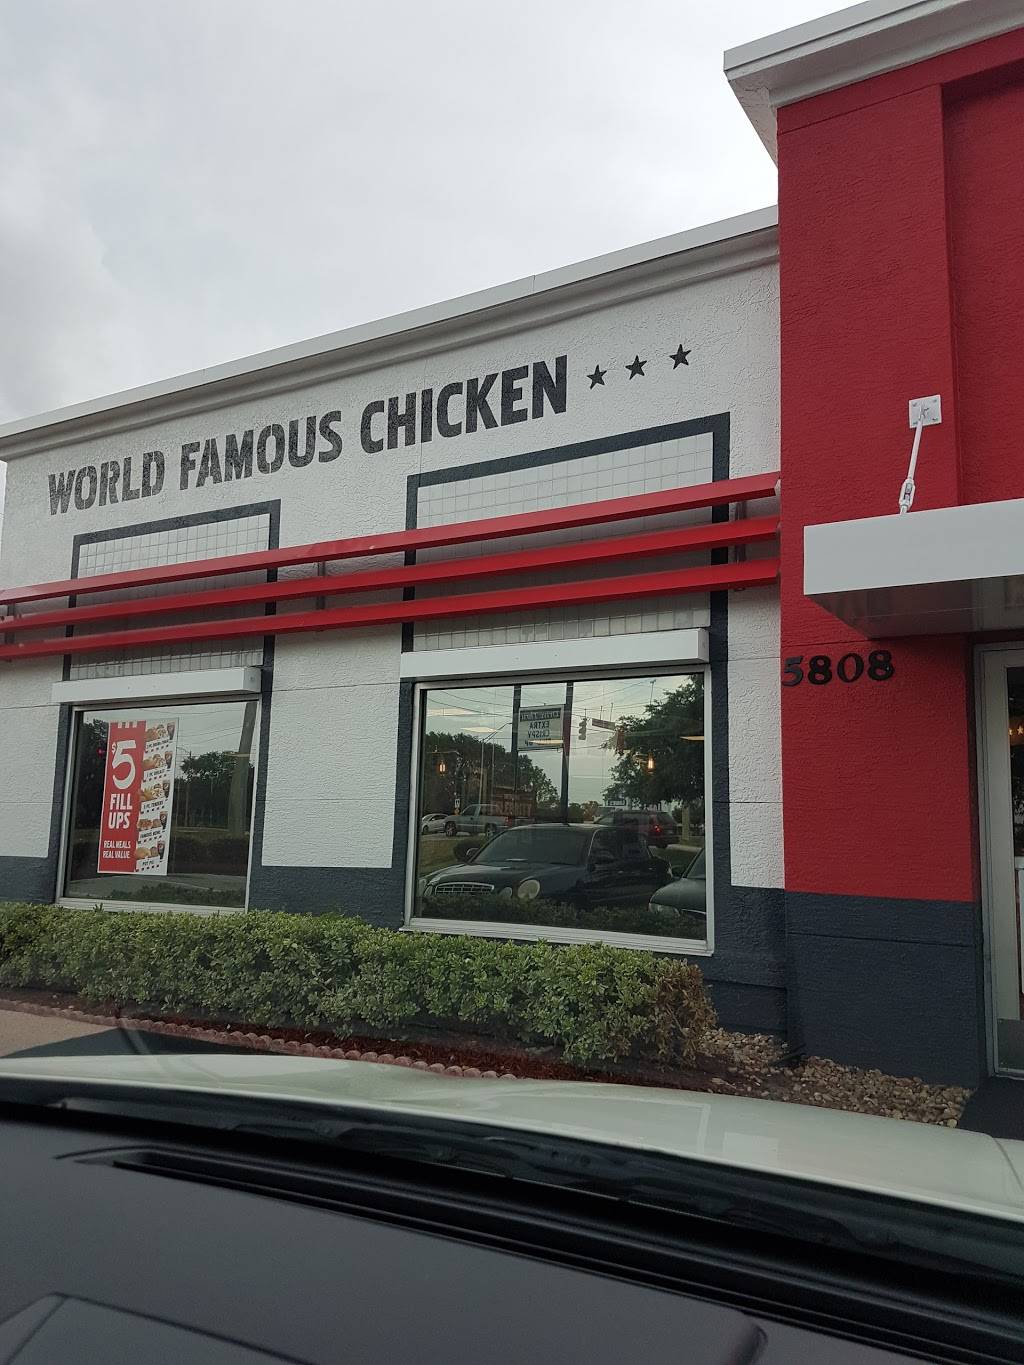 WORLD FAMOUS CHICKEN
5808
$5
FILL
UPS
REAL MEALS
REAL VALUE
EXTRA
CRISPY